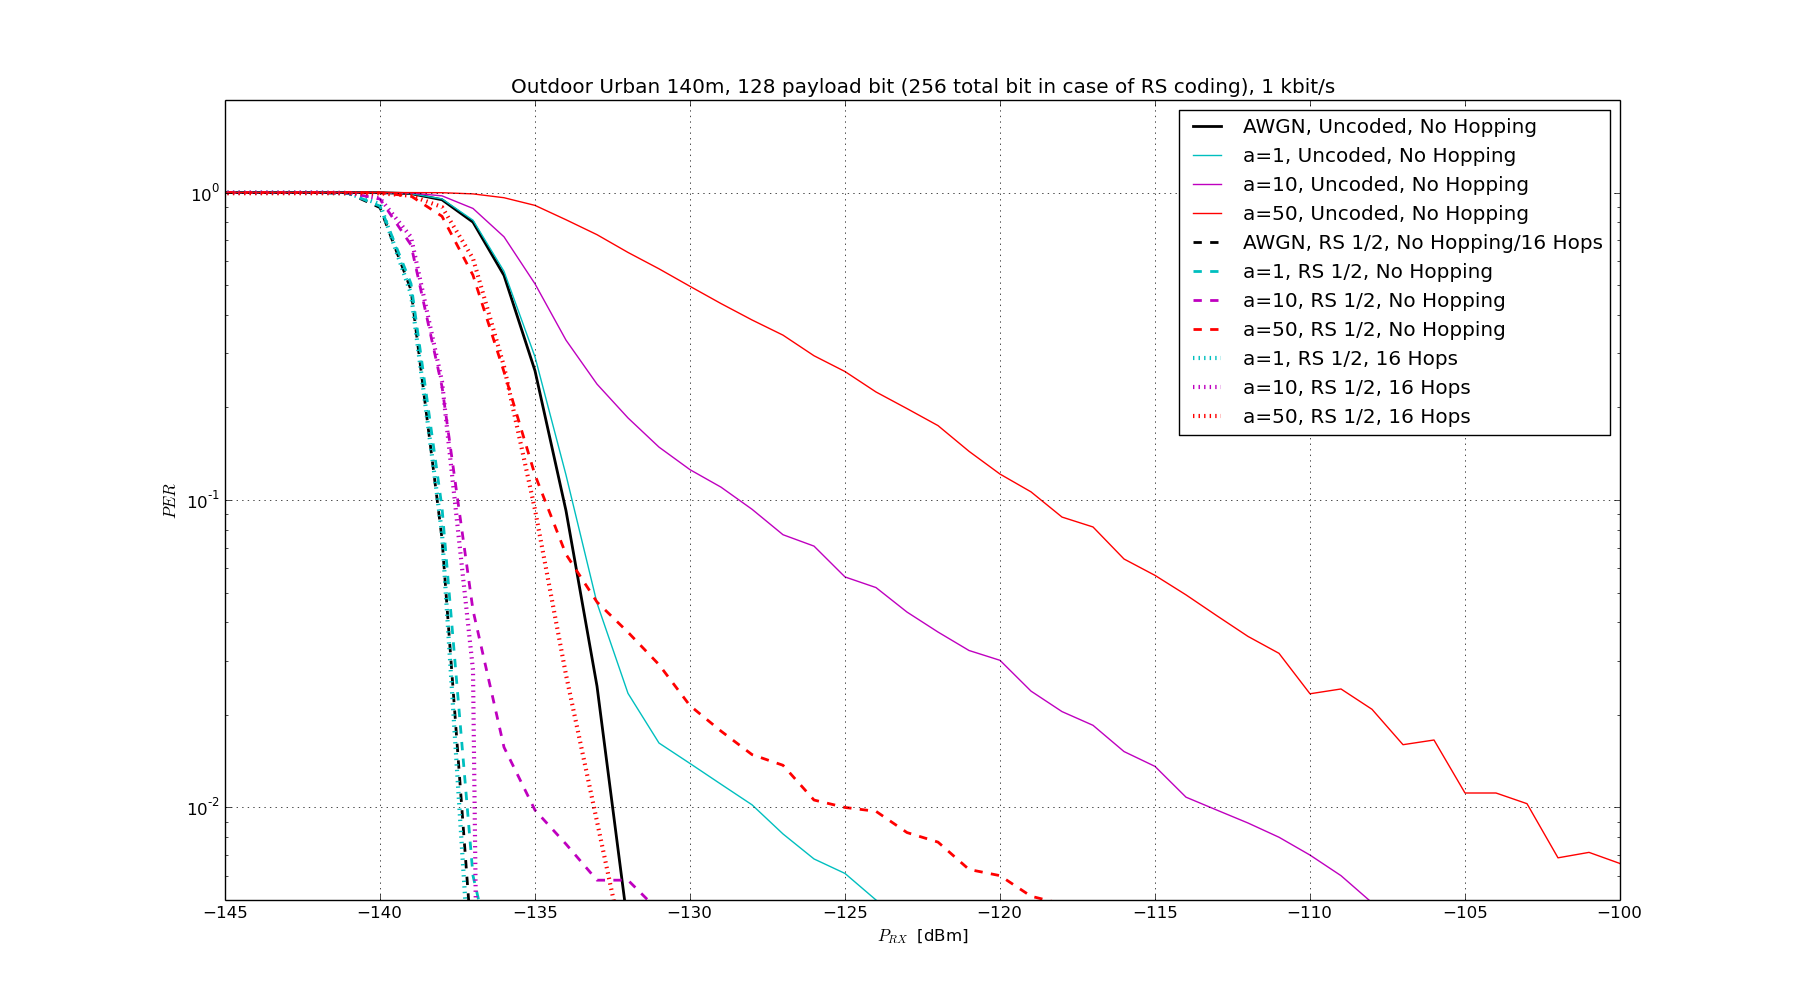 Outdoor Urban 140m, 128 payload bit (256 total bit in case of RS coding), 1 kbit/s
AWGN, Uncoded, No Hopping
a=1, Uncoded, No Hopping
a=10, Uncoded, No Hopping
a=50, Uncoded, No Hopping
AWGN, RS 1/2, No Hopping/16 Hops
a=1, RS 1/2, No Hopping
a=10, RS 1/2, No Hopping
a=50, RS 1/2, No Hopping
a=1, RS 1/2, 16 Hops
a=10, RS 1/2, 16 Hops
a=50, RS 1/2, 16 Hops
10^0
10^-1
10^-2
PER
−145 −140 −135 −130 −125 −120 −115 −110 −105 −100
P_RX [dBm]